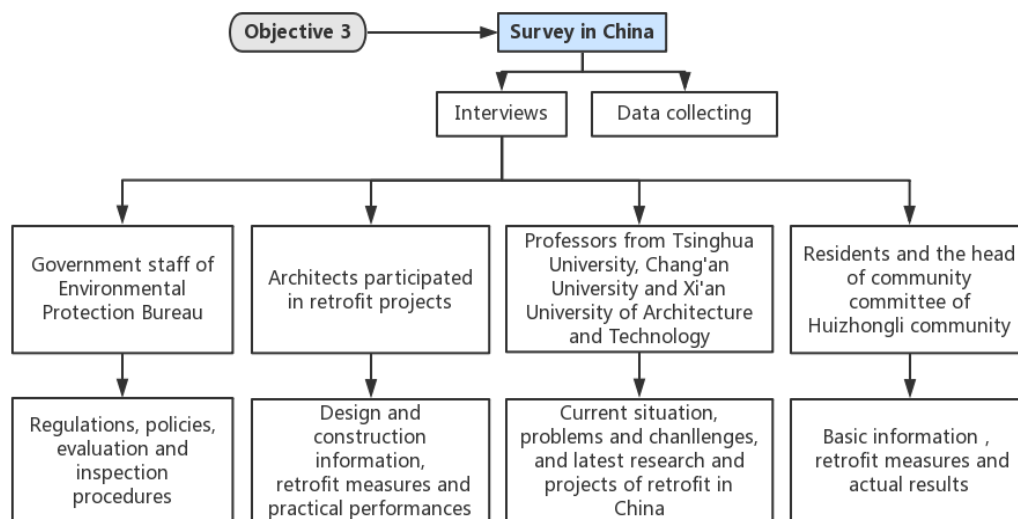 Objective 3
Survey in China
Interviews
Data collecting
Government staff of
Environmental
Protection Bureau
Architects participated
in retrofit projects
Professors from Tsinghua
University, Chang'an
University and Xi'an
University of Architecture
and Technology
Residents and the head
of community
committee of
Huizhongli community
Regulations, policies,
evaluation and
inspection
procedures
Design and
construction
information,
retrofit measures and
practical performances
Current situation,
problems and chanllenges,
and latest research and
projects of retrofit in
China
Basic information ,
retrofit measures and
actual results